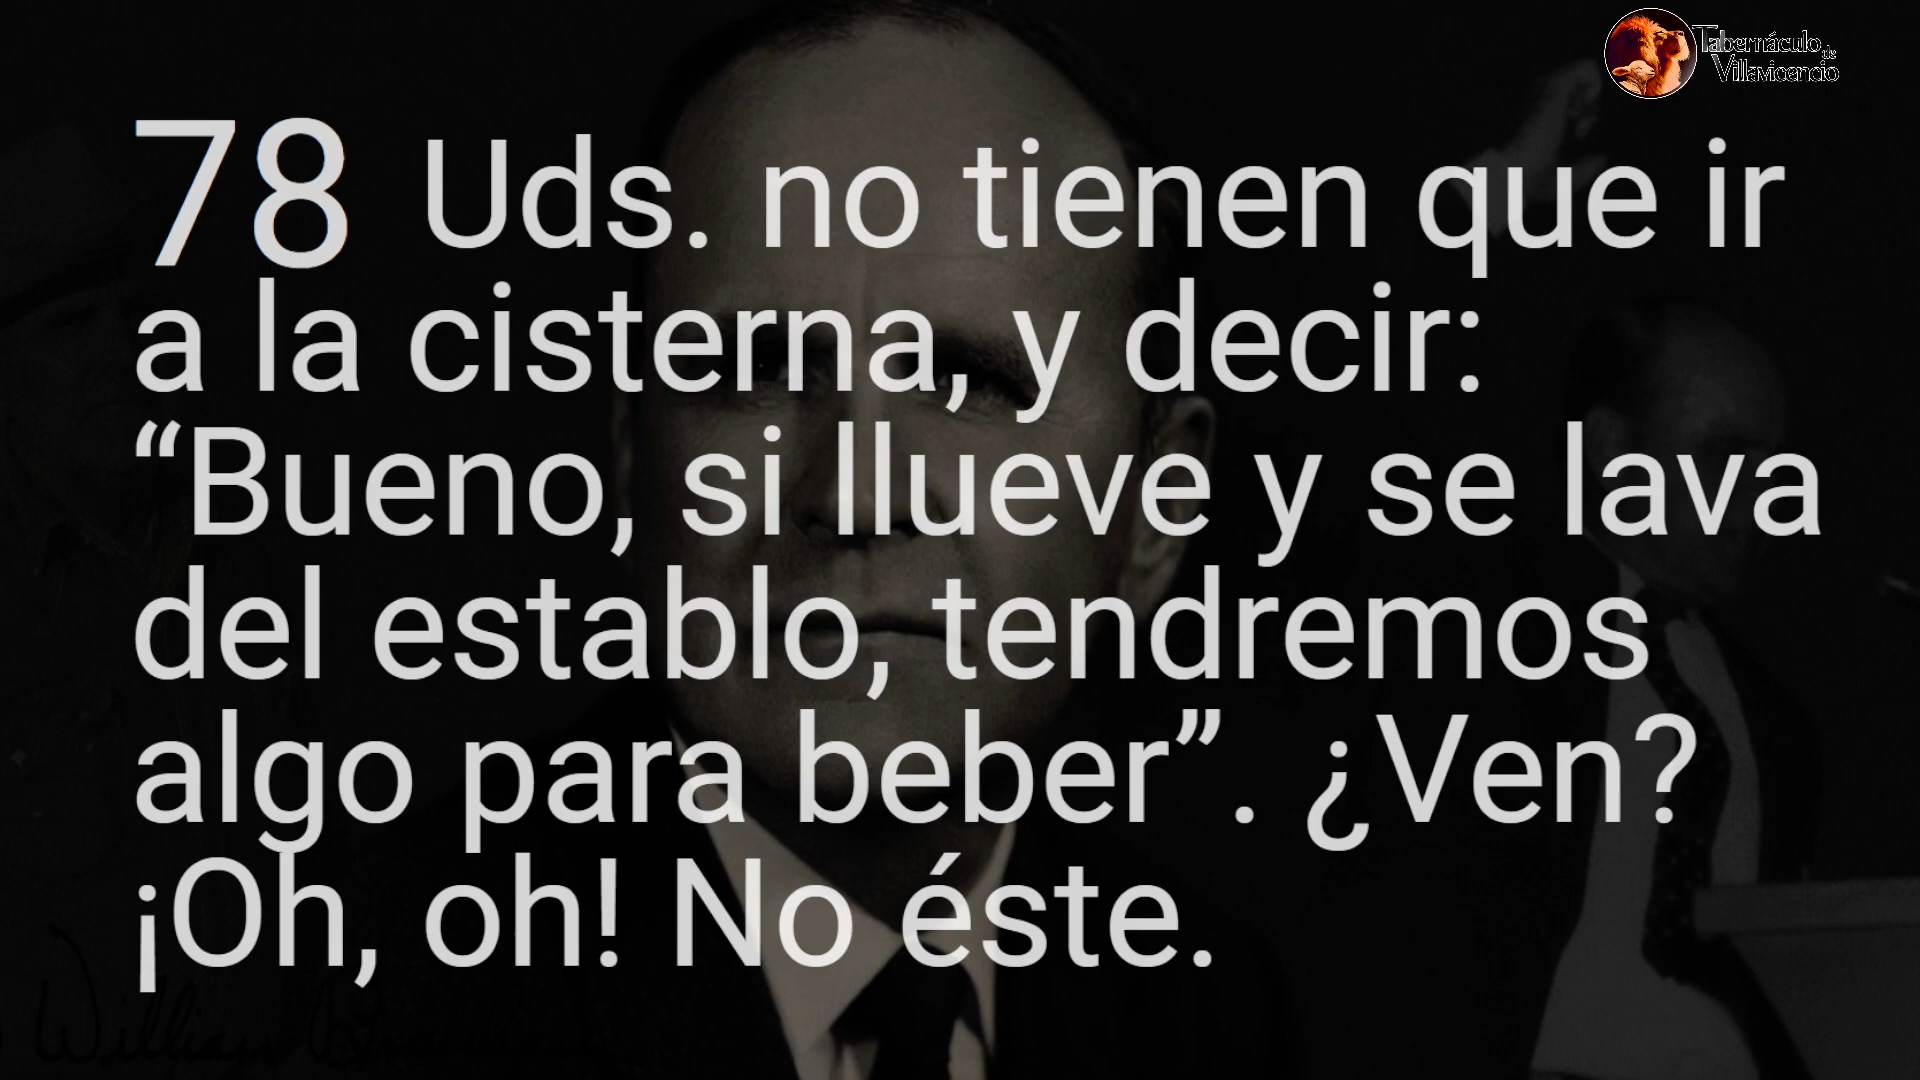 Tabernáculo de
Villavicencio
78 Uds. no tienen que ir
a la cisterna, y decir:
“Bueno, si llueve y se lava
del establo, tendremos
algo para beber”. ¿Ven?
¡Oh, oh! No éste.
William